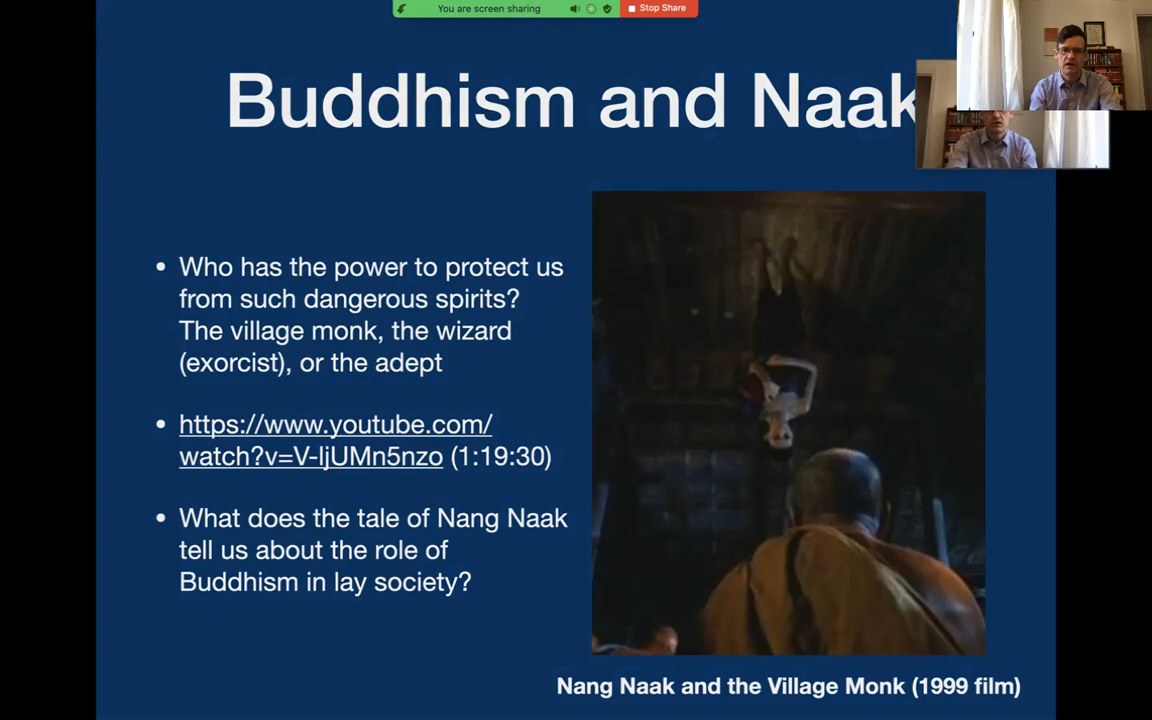 You are screen sharing
Stop Share
Buddhism and Naak
• Who has the power to protect us
from such dangerous spirits?
The village monk, the wizard
(exorcist), or the adept
• https://www.youtube.com/
watch?v=V-ljUMn5nzo (1:19:30)
• What does the tale of Nang Naak
tell us about the role of
Buddhism in lay society?
Nang Naak and the Village Monk (1999 film)